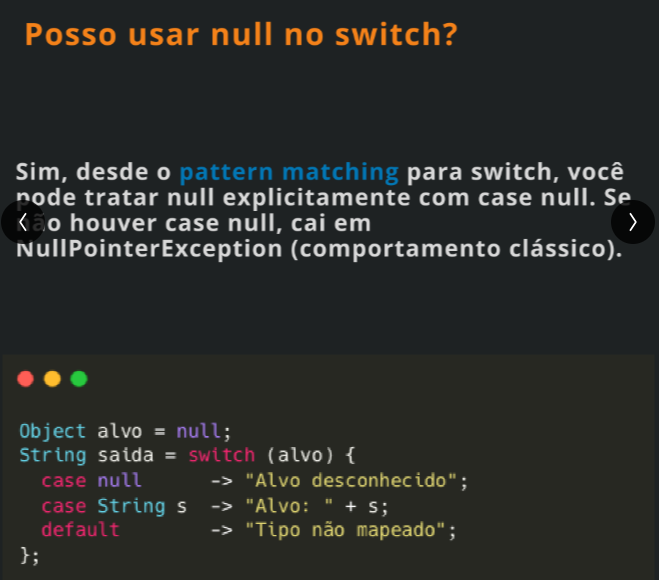 Posso usar null no switch?
Sim, desde o pattern matching para switch, você
pode tratar null explicitamente com case null. Se
não houver case null, cai em
NullPointerException (comportamento clássico).
Object alvo = null;
String saida = switch (alvo) {
  case null      -> "Alvo desconhecido";
  case String s  -> "Alvo: " + s;
  default        -> "Tipo não mapeado";
};